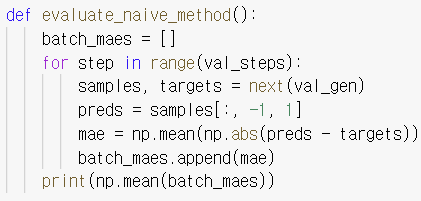 def evaluate_naive_method():
    batch_maes = []
    for step in range(val_steps):
        samples, targets = next(val_gen)
        preds = samples[:, -1, 1]
        mae = np.mean(np.abs(preds - targets))
        batch_maes.append(mae)
    print(np.mean(batch_maes))